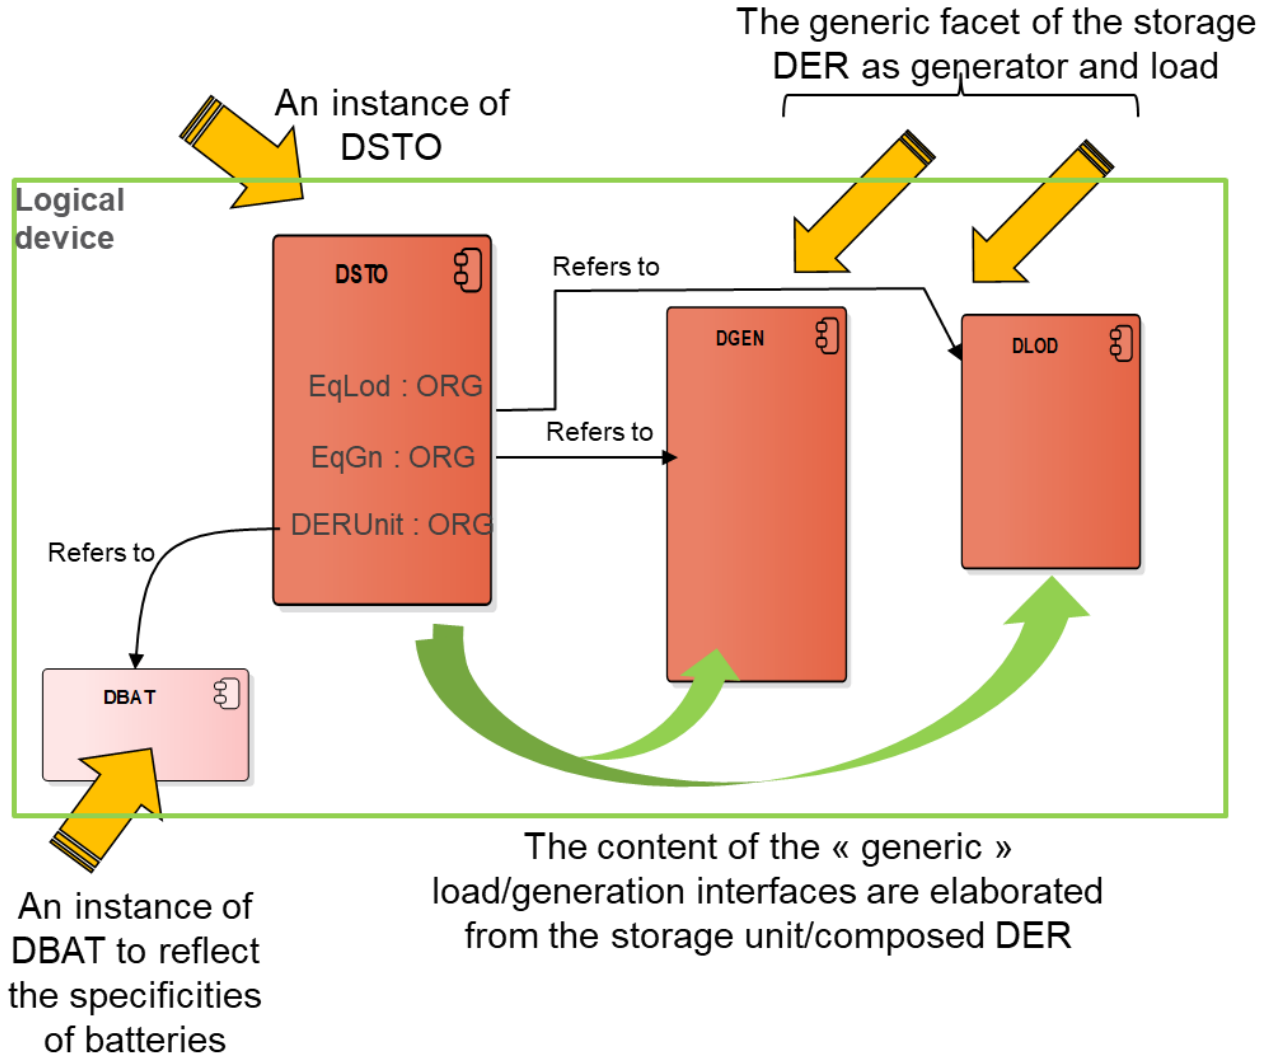 The generic facet of the storage
DER as generator and load
An instance of
DSTO
Logical
device
DSTO
EqLod : ORG
EqGn : ORG
DERUnit : ORG
Refers to
Refers to
Refers to
DGEN
DLOD
DBAT
The content of the « generic »
load/generation interfaces are elaborated
from the storage unit/composed DER
An instance of
DBAT to reflect
the specificities
of batteries